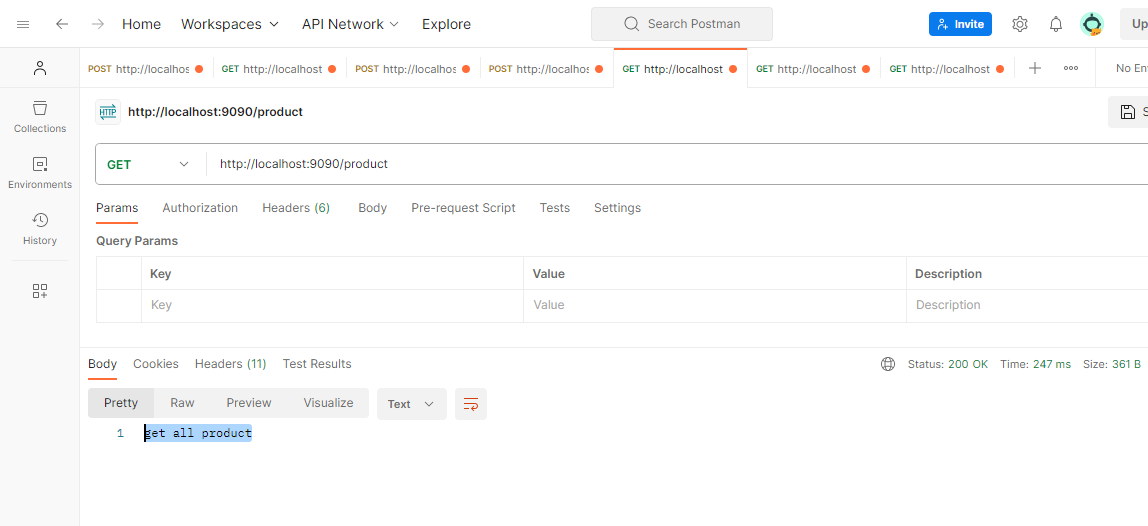 Home Workspaces API Network Explore Search Postman Invite Up
POST http://localhos GET http://localhost POST http://localhos POST http://localhos GET http://localhost GET http://localhost GET http://localhost No En
HTTP http://localhost:9090/product S
Collections
GET http://localhost:9090/product
Environments
Params Authorization Headers (6) Body Pre-request Script Tests Settings
History
Query Params
Key Value Description
Key Value Description
Body Cookies Headers (11) Test Results Status: 200 OK Time: 247 ms Size: 361 B
Pretty Raw Preview Visualize Text
1 get all product